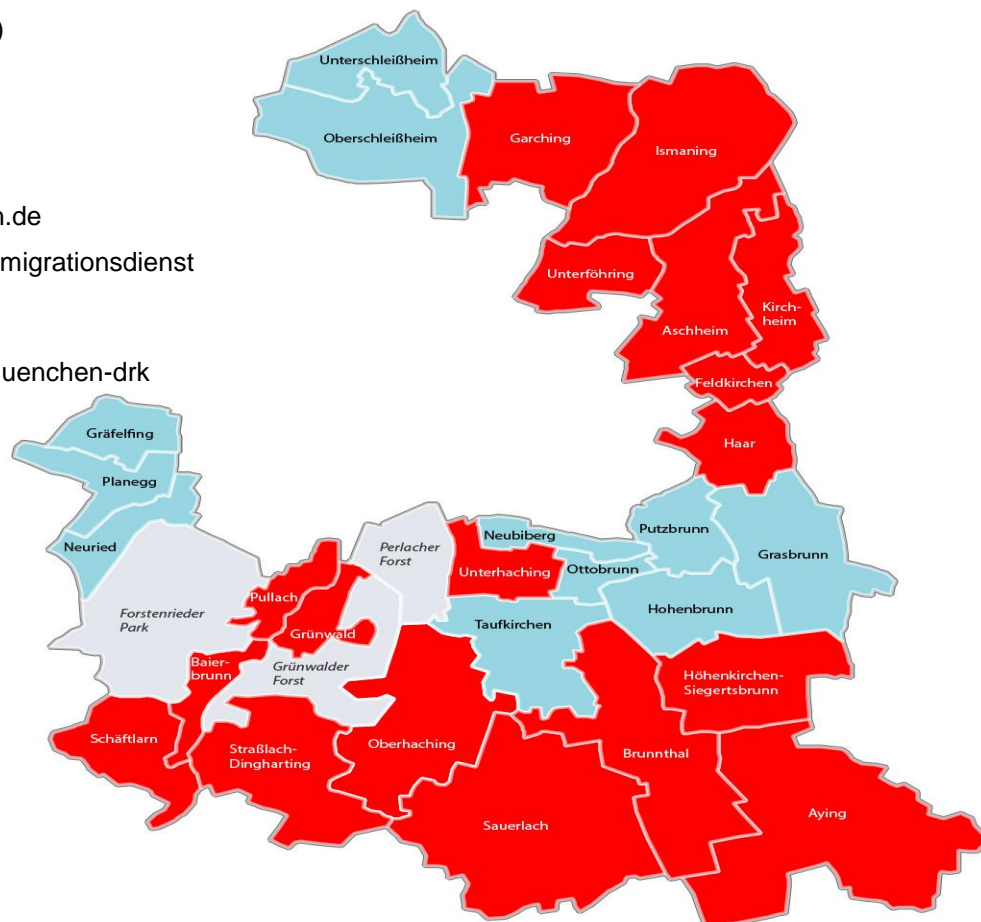 )
Unterschleißheim
Oberschleißheim
Garching
Ismaning
n.de
migrationsdienst
Unterföhring
Kirch-
heim
Aschheim
uenchen-drk
Feldkirchen
Gräfelfing
Haar
Planegg
Neuried
Perlacher
Forst
Neubiberg
Putzbrunn
Grasbrunn
Unterhaching
Ottobrunn
Pullach
Forstenrieder
Park
Hohenbrunn
Taufkirchen
Grünwald
Baier-
brunn
Grünwalder
Forst
Höhenkirchen-
Siegertsbrunn
Schäftlarn
Straßlach-
Dingharting
Oberhaching
Brunnthal
Sauerlach
Aying